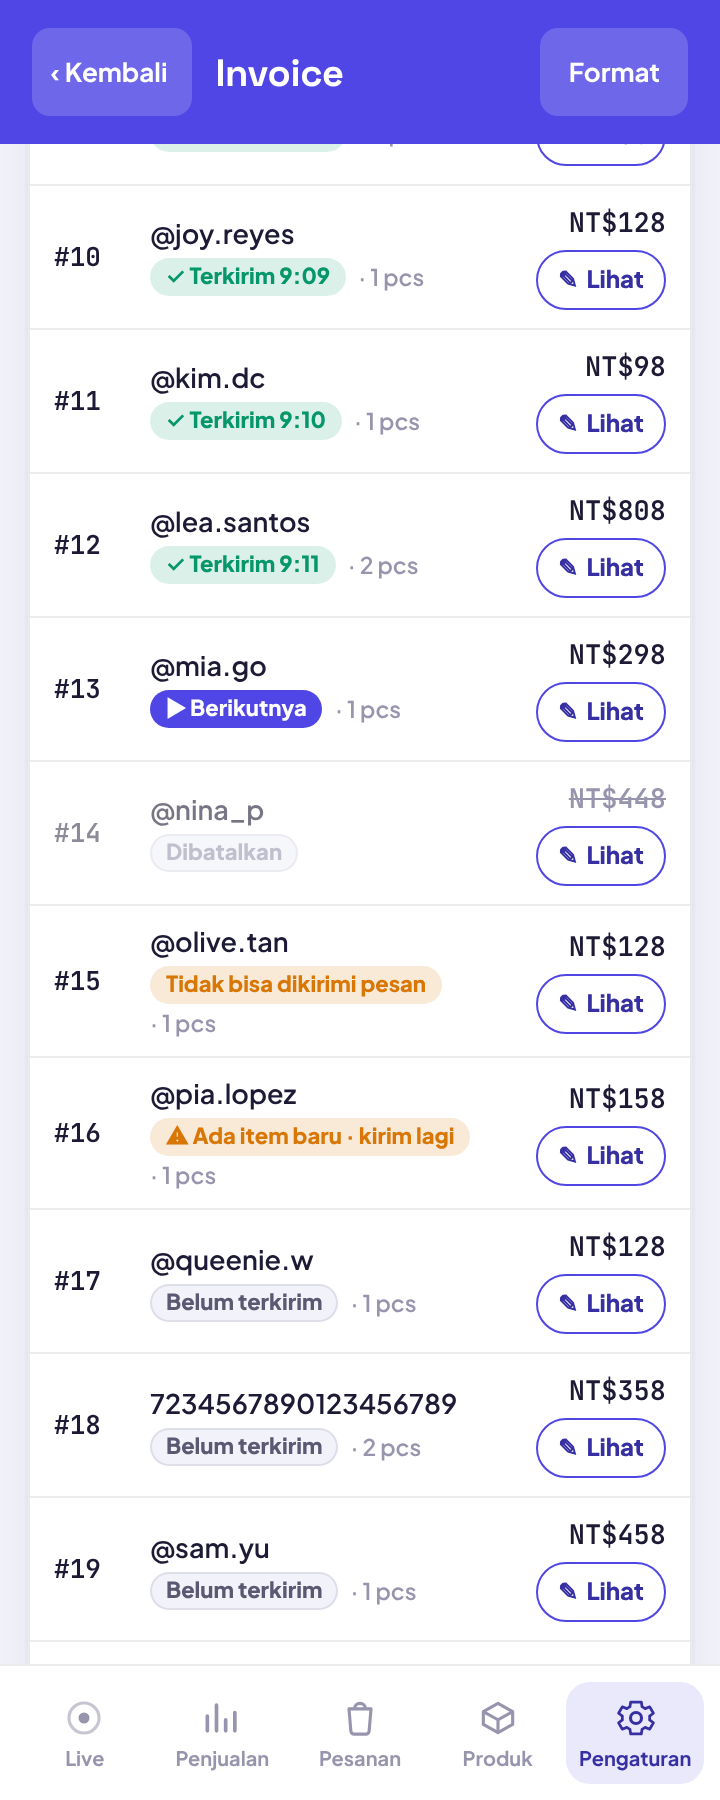 ‹ Kembali
Invoice
Format
#10
@joy.reyes
✓ Terkirim 9:09 · 1 pcs
NT$128
✎ Lihat
#11
@kim.dc
✓ Terkirim 9:10 · 1 pcs
NT$98
✎ Lihat
#12
@lea.santos
✓ Terkirim 9:11 · 2 pcs
NT$808
✎ Lihat
#13
@mia.go
▶ Berikutnya · 1 pcs
NT$298
✎ Lihat
#14
@nina_p
Dibatalkan
NT$448
✎ Lihat
#15
@olive.tan
Tidak bisa dikirimi pesan
· 1 pcs
NT$128
✎ Lihat
#16
@pia.lopez
⚠ Ada item baru · kirim lagi
· 1 pcs
NT$158
✎ Lihat
#17
@queenie.w
Belum terkirim · 1 pcs
NT$128
✎ Lihat
#18
7234567890123456789
Belum terkirim · 2 pcs
NT$358
✎ Lihat
#19
@sam.yu
Belum terkirim · 1 pcs
NT$458
✎ Lihat
Live
Penjualan
Pesanan
Produk
Pengaturan